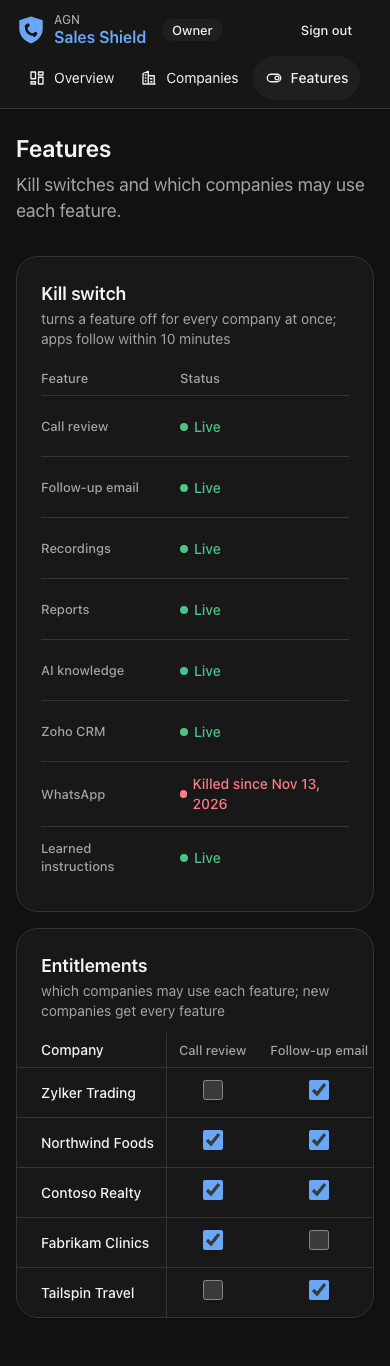 AGN
Sales Shield
Owner
Sign out
Overview
Companies
Features
Features
Kill switches and which companies may use
each feature.
Kill switch
turns a feature off for every company at once;
apps follow within 10 minutes
Feature Status
Call review Live
Follow-up email Live
Recordings Live
Reports Live
AI knowledge Live
Zoho CRM Live
WhatsApp Killed since Nov 13,
2026
Learned
instructions Live
Entitlements
which companies may use each feature; new
companies get every feature
Company Call review Follow-up email
Zylker Trading
Northwind Foods
Contoso Realty
Fabrikam Clinics
Tailspin Travel